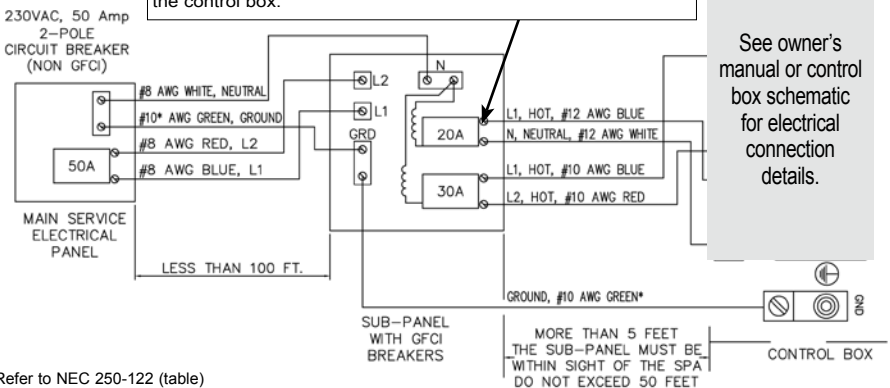 the control box.
230VAC, 50 Amp
2-POLE
CIRCUIT BREAKER
(NON GFCI)
#8 AWG WHITE, NEUTRAL
#10* AWG GREEN, GROUND
#8 AWG RED, L2
#8 AWG BLUE, L1
50A
MAIN SERVICE
ELECTRICAL
PANEL
LESS THAN 100 FT.
N
L2
L1
GRD
20A
30A
L1, HOT, #12 AWG BLUE
N, NEUTRAL, #12 AWG WHITE
L1, HOT, #10 AWG BLUE
L2, HOT, #10 AWG RED
See owner's
manual or control
box schematic
for electrical
connection
details.
GROUND, #10 AWG GREEN*
GND
SUB-PANEL
WITH GFCI
BREAKERS
MORE THAN 5 FEET
THE SUB-PANEL MUST BE
WITHIN SIGHT OF THE SPA
DO NOT EXCEED 50 FEET
CONTROL BOX
Refer to NEC 250-122 (table)